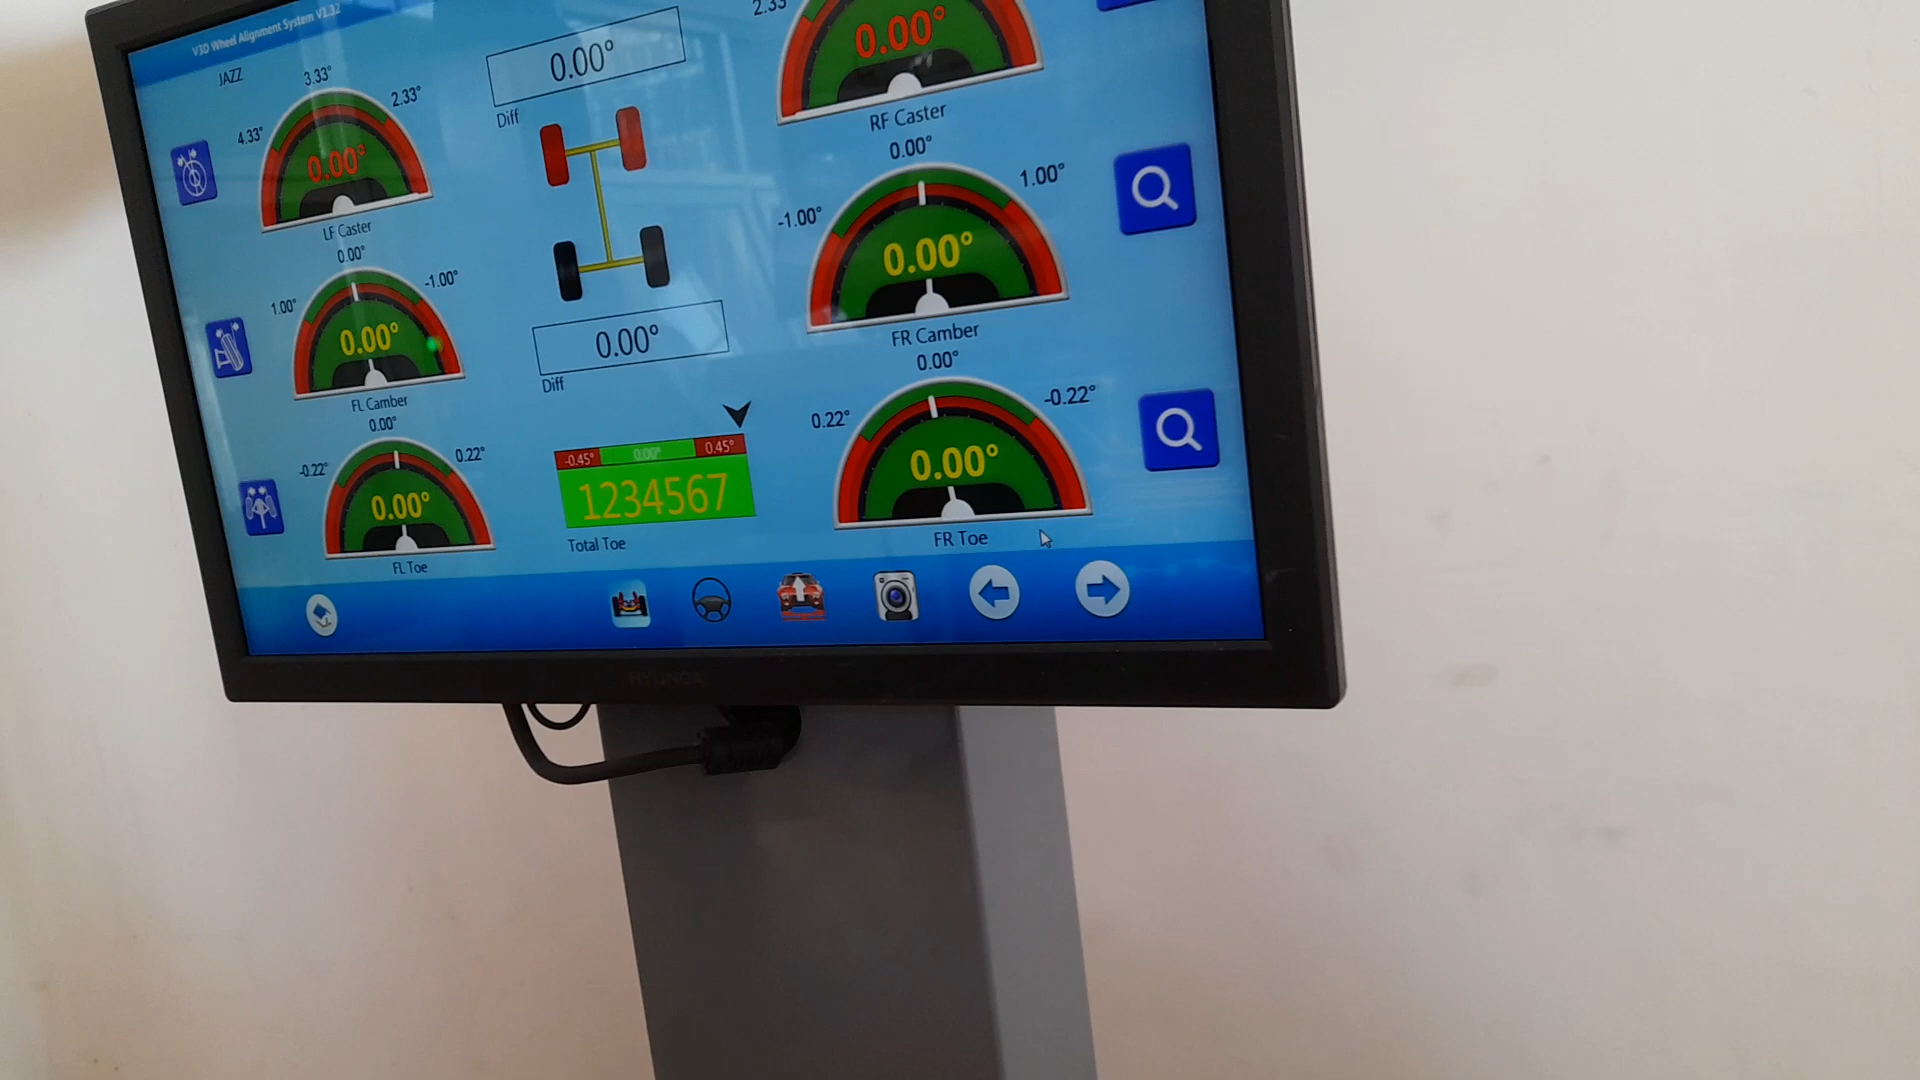 V3D Wheel Alignment System V1.32
JAZZ
3.33°
4.33°
2.33°
0.00°
LF Caster
0.00°
Diff
2.33
0.00°
RF Caster
0.00°
1.00°
-1.00°
0.00°
FL Camber
0.00°
-1.00°
1.00°
0.00°
FR Camber
0.00°
Diff
0.00°
-0.22°
0.22°
0.00°
FL Toe
-0.45°
0.00°
0.45°
1234567
Total Toe
0.00°
0.22°
-0.22°
0.00°
FR Toe
HYUNDAI